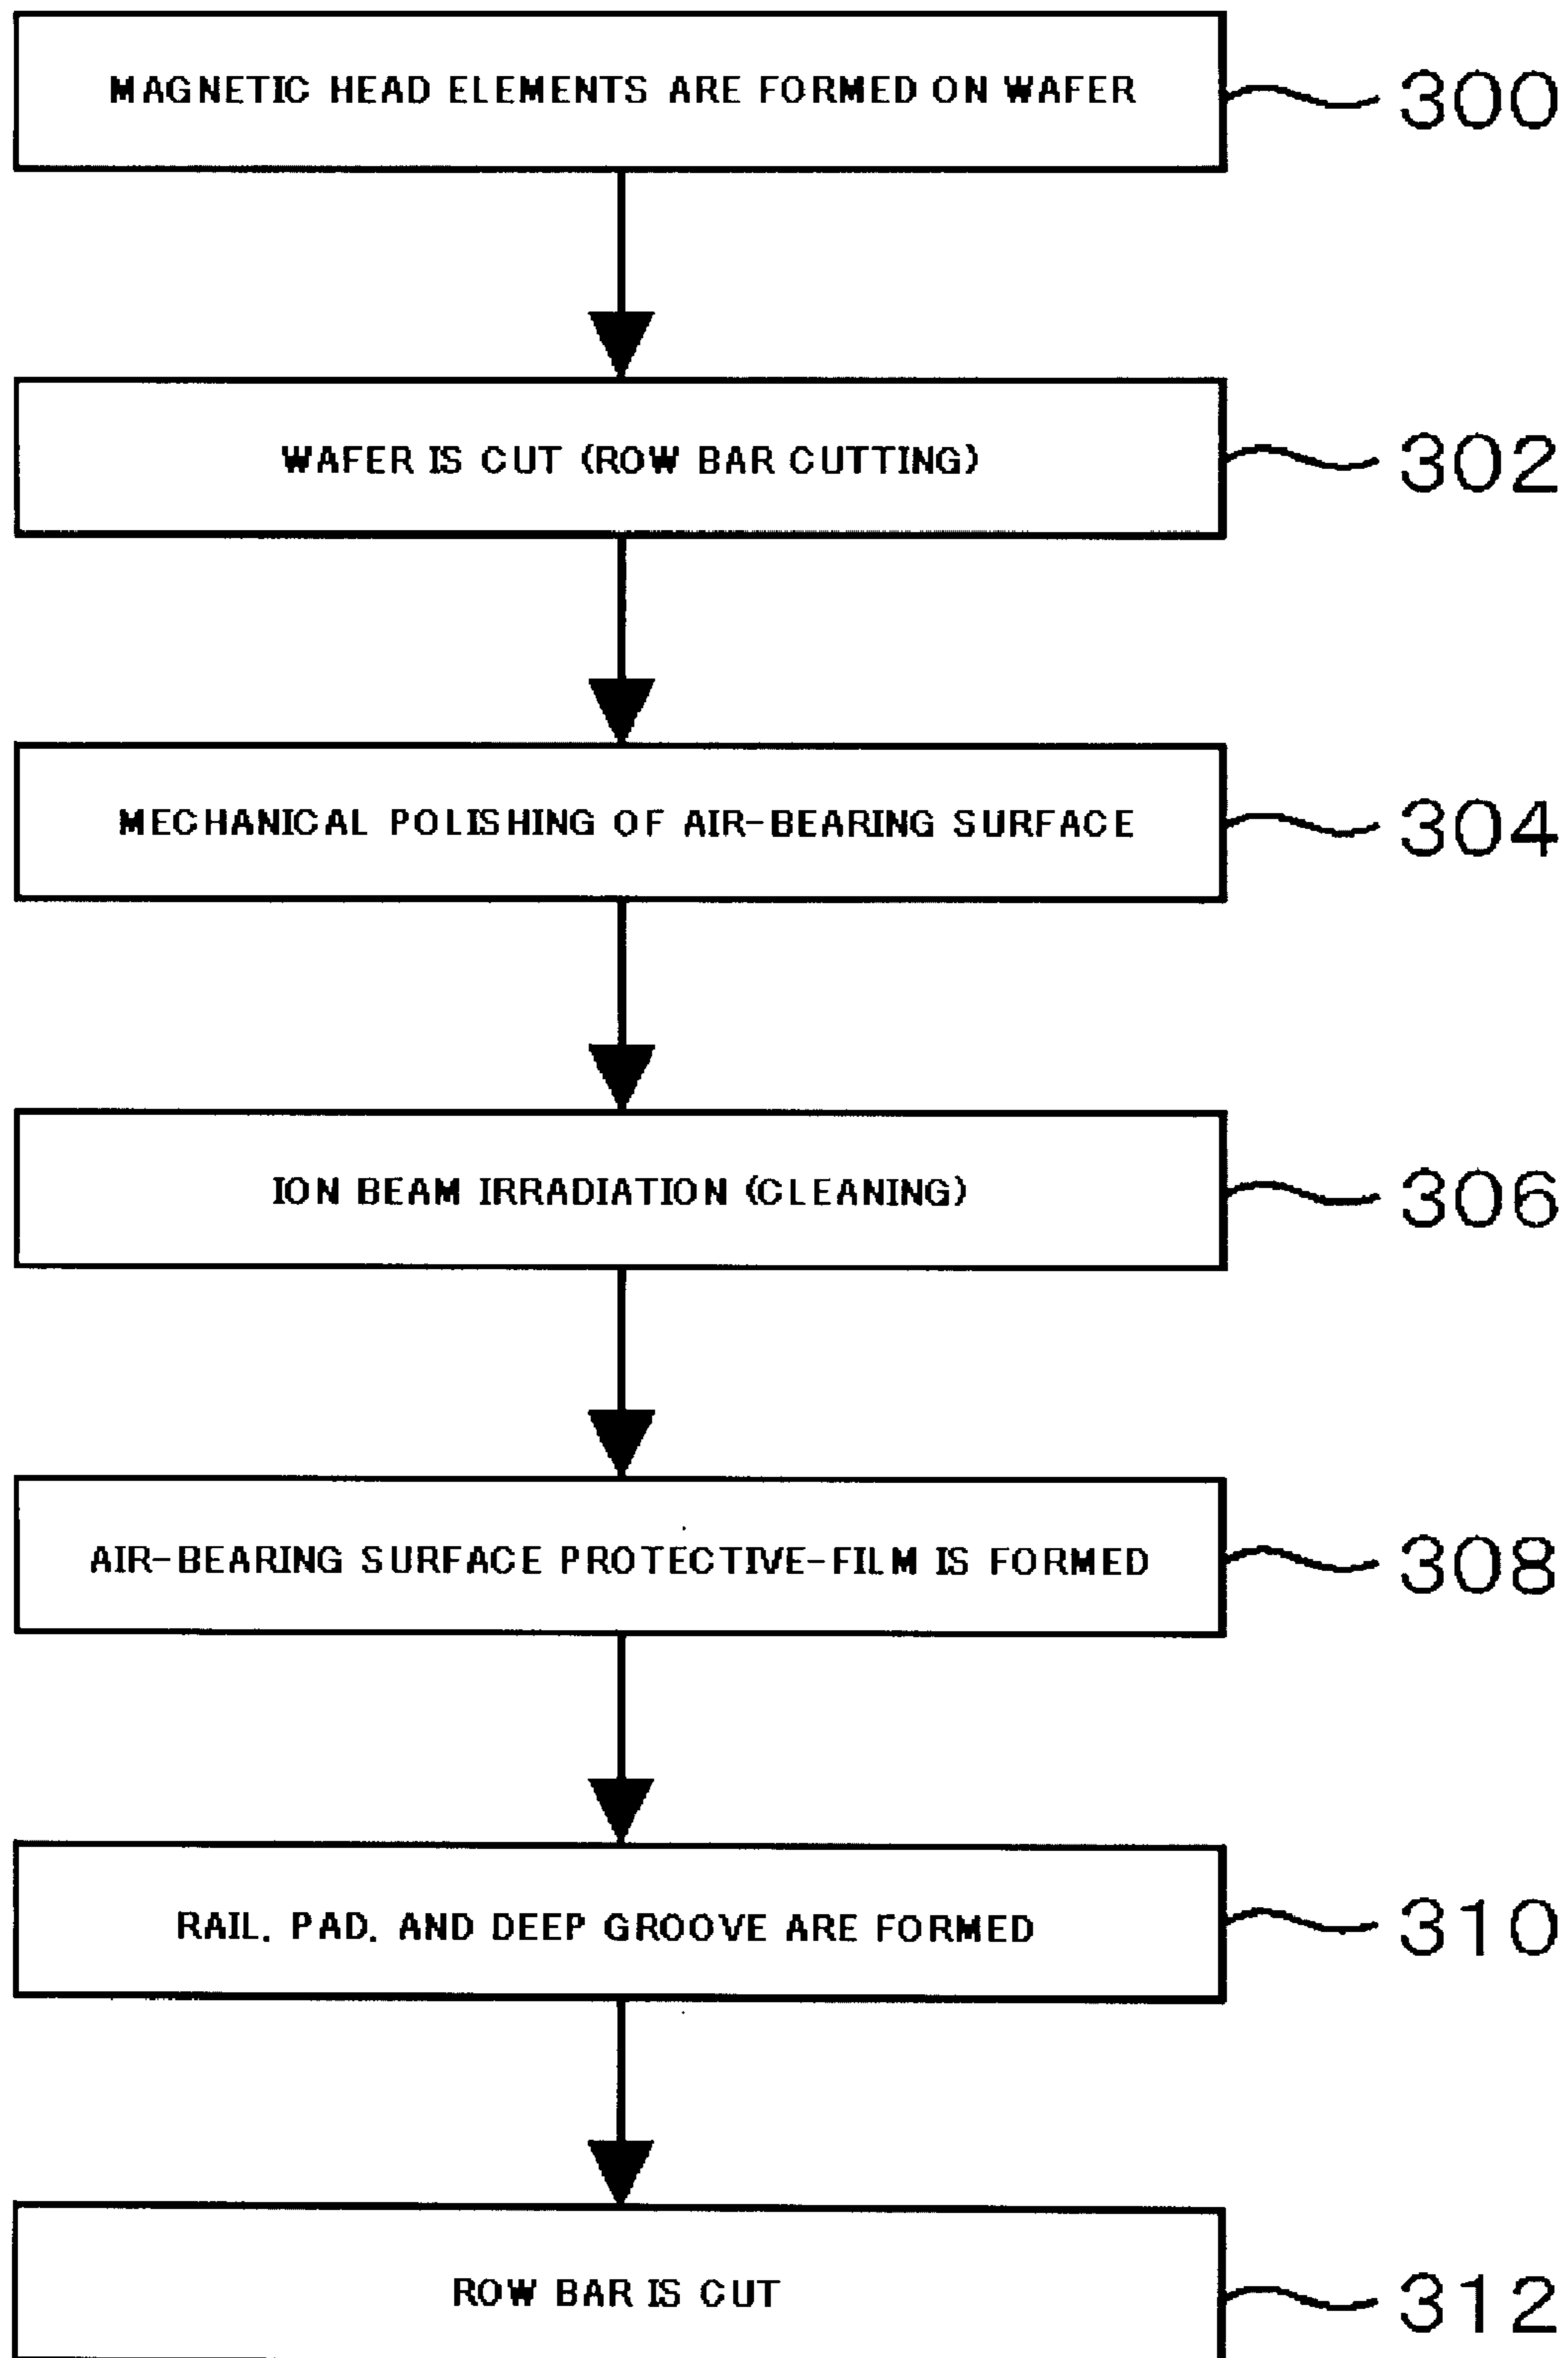 MAGNETIC HEAD ELEMENTS ARE FORMED ON WAFER 300
WAFER IS CUT (ROW BAR CUTTING) 302
MECHANICAL POLISHING OF AIR-BEARING SURFACE 304
ION BEAM IRRADIATION (CLEANING) 306
AIR-BEARING SURFACE PROTECTIVE-FILM IS FORMED 308
RAIL, PAD, AND DEEP GROOVE ARE FORMED 310
ROW BAR IS CUT 312